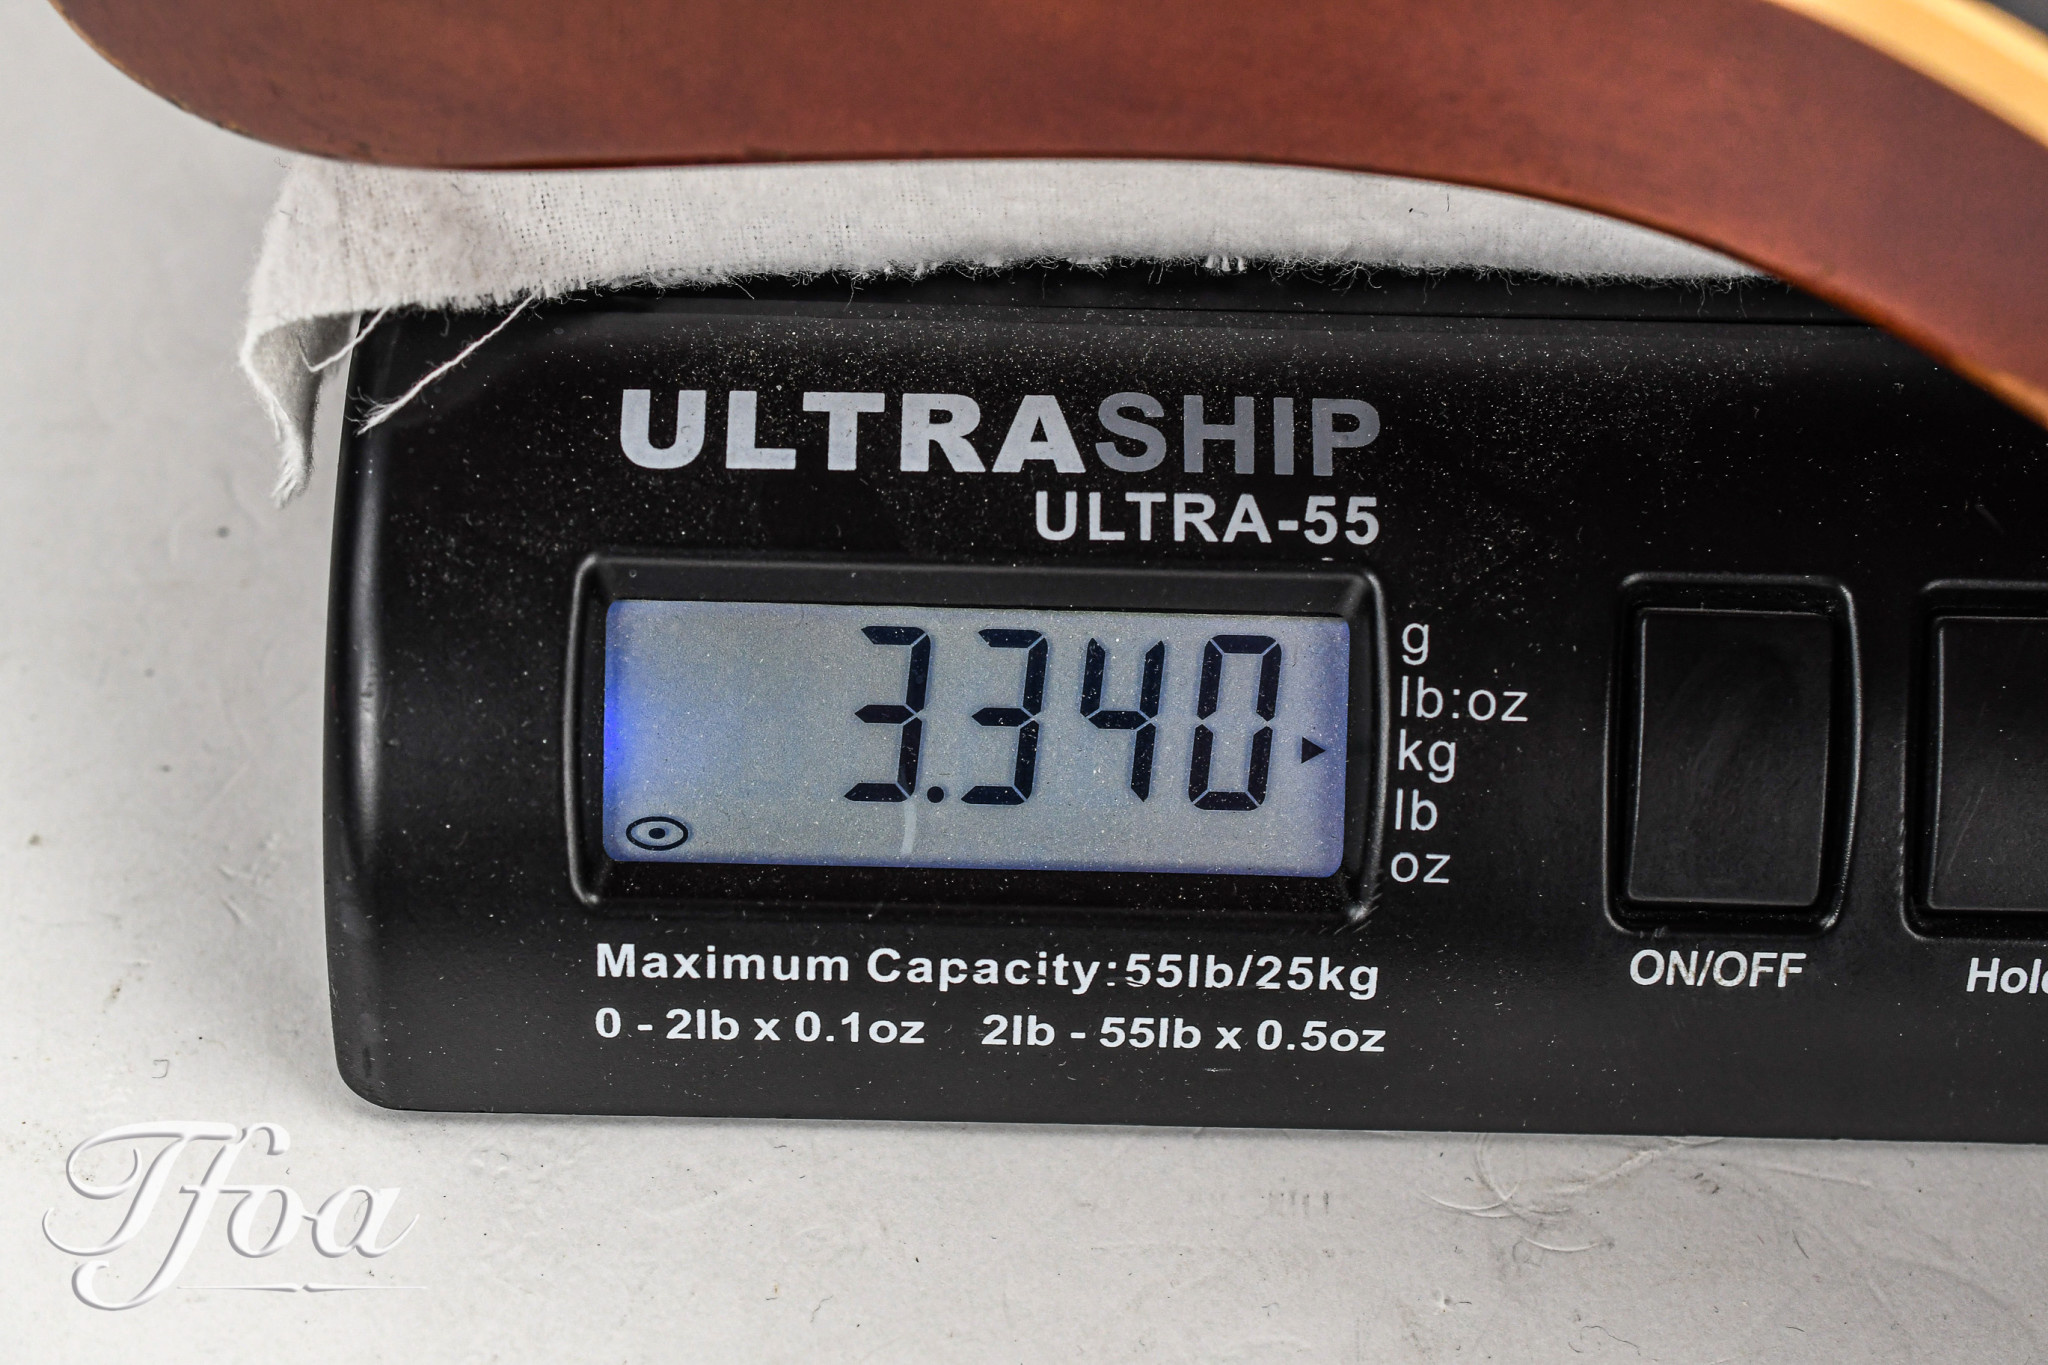 ULTRASHIP
ULTRA-55
3.340
g
lb:oz
kg
lb
oz
Maximum Capacity:55lb/25kg
0 - 2lb x 0.1oz 2lb - 55lb x 0.5oz
ON/OFF
Hold
Tfoa